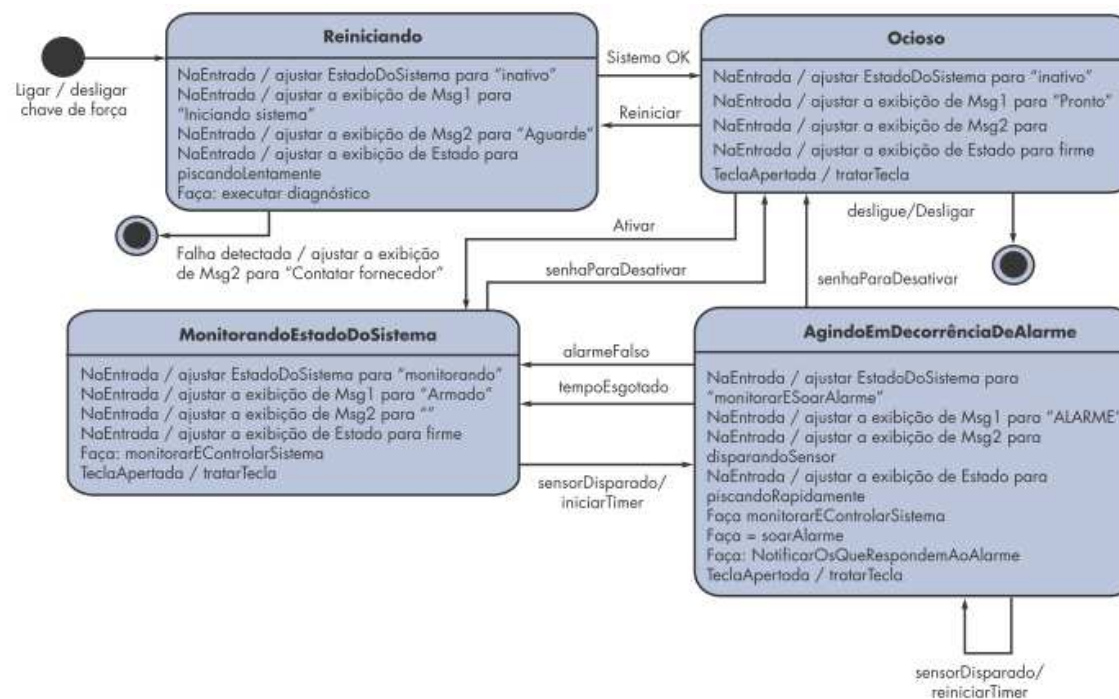 Ligar / desligar
chave de força
Reiniciando
NaEntrada / ajustar EstadoDoSistema para “inativo”
NaEntrada / ajustar a exibição de Msg1 para
“Iniciando sistema”
NaEntrada / ajustar a exibição de Msg2 para “Aguarde”
NaEntrada / ajustar a exibição de Estado para
piscandoLentamente
Faça: executar diagnóstico
Sistema OK
Reiniciar
Ocioso
NaEntrada / ajustar EstadoDoSistema para “inativo”
NaEntrada / ajustar a exibição de Msg1 para “Pronto”
NaEntrada / ajustar a exibição de Msg2 para
NaEntrada / ajustar a exibição de Estado para firme
TeclaApertada / tratarTecla
Falha detectada / ajustar a exibição
de Msg2 para “Contatar fornecedor”
Ativar
senhaParaDesativar
desligue/Desligar
senhaParaDesativar
MonitorandoEstadoDoSistema
NaEntrada / ajustar EstadoDoSistema para “monitorando”
NaEntrada / ajustar a exibição de Msg1 para “Armado”
NaEntrada / ajustar a exibição de Msg2 para “”
NaEntrada / ajustar a exibição de Estado para firme
Faça: monitorarEControlarSistema
TeclaApertada / tratarTecla
alarmeFalso
tempoEsgotado
sensorDisparado/
iniciarTimer
AgindoEmDecorrênciaDeAlarme
NaEntrada / ajustar EstadoDoSistema para
“monitorarESoarAlarme”
NaEntrada / ajustar a exibição de Msg1 para “ALARME”
NaEntrada / ajustar a exibição de Msg2 para
disparandoSensor
NaEntrada / ajustar a exibição de Estado para
piscandoRapidamente
Faça monitorarEControlarSistema
Faça = soarAlarme
Faça: NotificarOsQueRespondemAoAlarme
TeclaApertada / tratarTecla
sensorDisparado/
reiniciarTimer